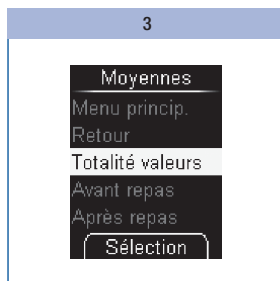 3
Moyennes
Menu princip.
Retour
Totalité valeurs
Avant repas
Après repas
Sélection